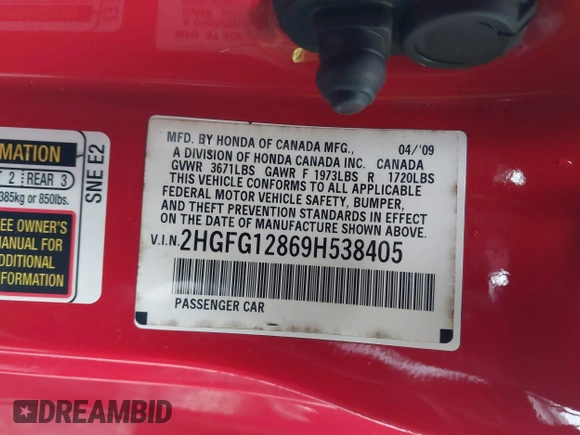 MFD. BY HONDA OF CANADA MFG., 04/'09
A DIVISION OF HONDA CANADA INC. CANADA
GVWR 3671LBS GAWR F 1973LBS R 1720LBS
THIS VEHICLE CONFORMS TO ALL APPLICABLE
FEDERAL MOTOR VEHICLE SAFETY, BUMPER,
AND THEFT PREVENTION STANDARDS IN EFFECT
ON THE DATE OF MANUFACTURE SHOWN ABOVE.
V.I.N. 2HGFG12869H538405
PASSENGER CAR
MATION
T 2 REAR 3
385kg or 850lbs.
EE OWNER'S
MANUAL FOR
ADDITIONAL
NFORMATION
SNE E2
DREAMBID